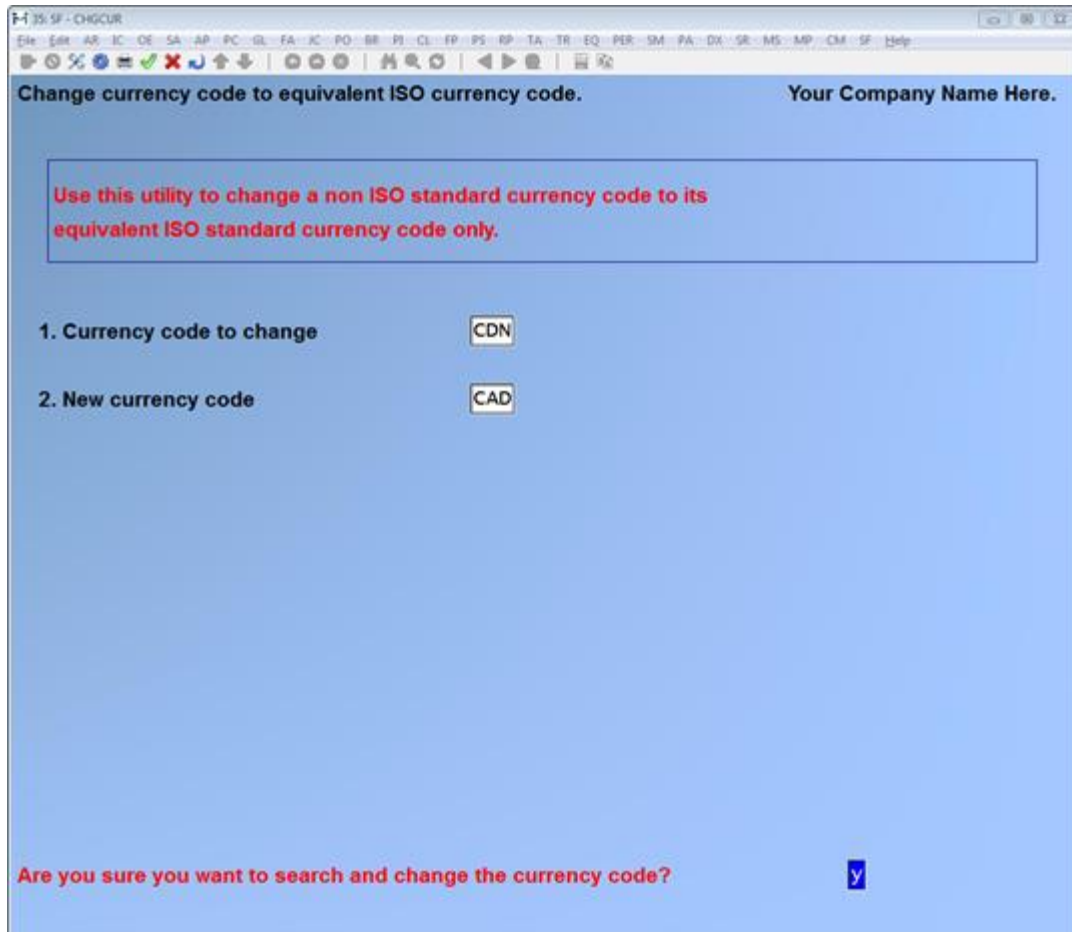 35: SF - CHGCUR
File Edit AR IC OE SA AP PC GL FA JC PO BR PI CL FP PS RP TA TR EQ PER SM PA DX SR MS MP CM SF Help
Change currency code to equivalent ISO currency code. Your Company Name Here.
Use this utility to change a non ISO standard currency code to its
equivalent ISO standard currency code only.
1. Currency code to change CDN
2. New currency code CAD
Are you sure you want to search and change the currency code? y